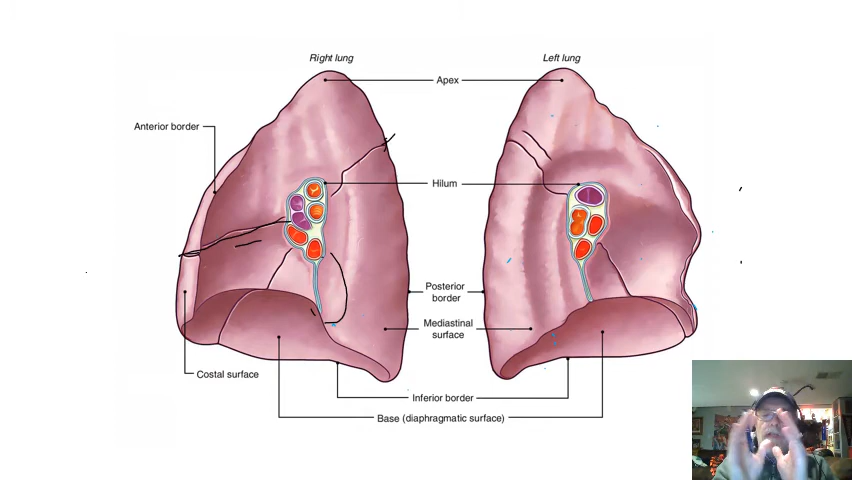 Right lung
Left lung
Apex
Anterior border
Hilum
Posterior
border
Mediastinal
surface
Costal surface
Inferior border
Base (diaphragmatic surface)